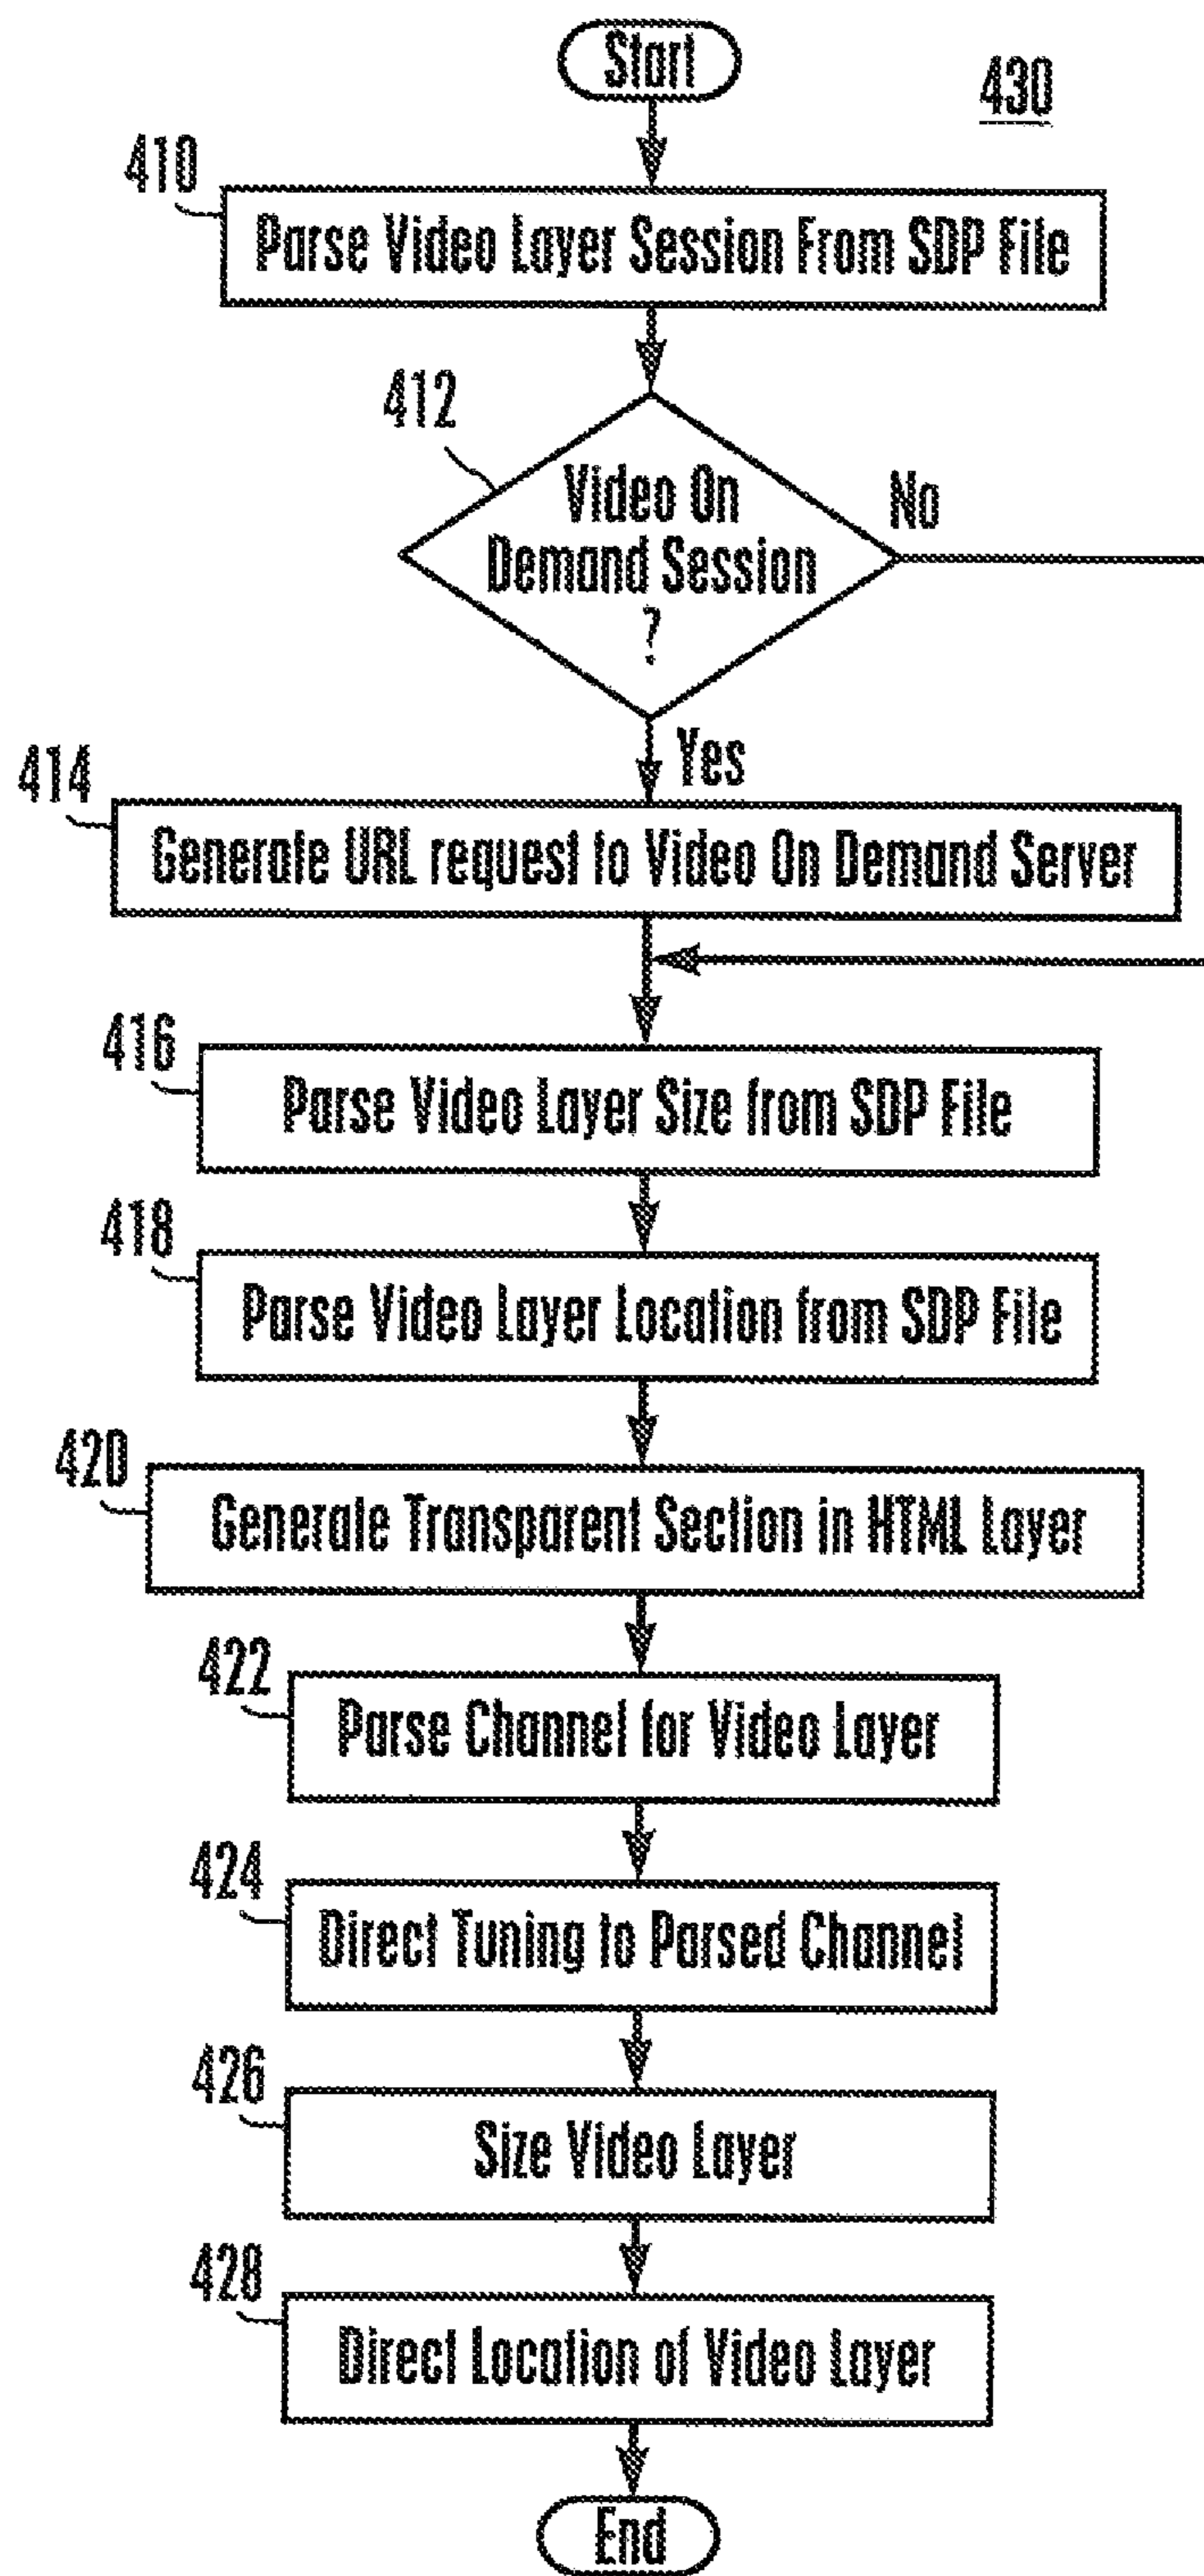 Start
430
410
Parse Video Layer Session From SDP File
412
Video On
Demand Session
?
No
Yes
414
Generate URL request to Video On Demand Server
416
Parse Video Layer Size from SDP File
418
Parse Video Layer Location from SDP File
420
Generate Transparent Section in HTML Layer
422
Parse Channel for Video Layer
424
Direct Tuning to Parsed Channel
426
Size Video Layer
428
Direct Location of Video Layer
End